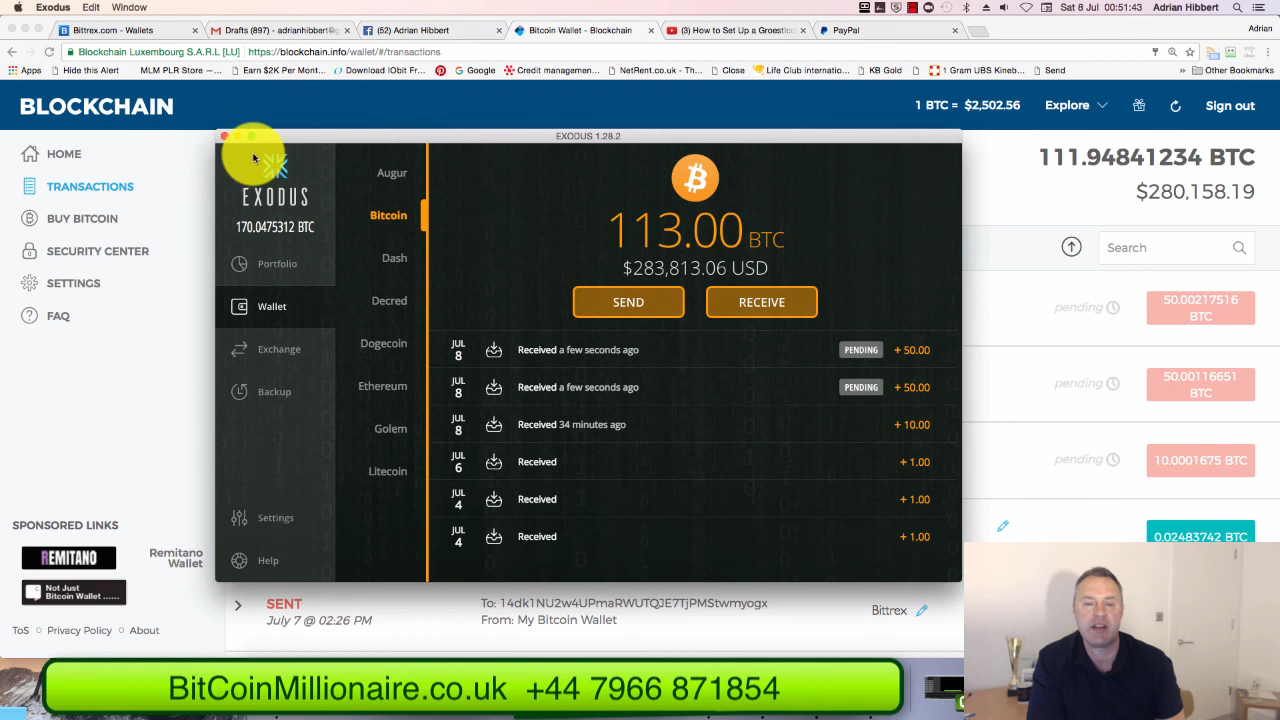 Exodus Edit Window Sat 8 Jul 00:51:43 Adrian Hibbert
Bittrex.com - Wallets Drafts (897) - adrianhibbert@g (52) Adrian Hibbert Bitcoin Wallet - Blockchain (3) How to Set Up a Groestlco PayPal Adrian
Blockchain Luxembourg S.A.R.L [LU] https://blockchain.info/wallet/#/transactions
Apps Hide this Alert MLM PLR Store —... Earn $2K Per Mont... Download IObit Fr... Google Credit managemen... NetRent.co.uk - Th... Close Life Club internatio... KB Gold 1 Gram UBS Kineb... Send » Other Bookmarks
BLOCKCHAIN 1 BTC = $2,502.56 Explore Sign out
HOME
TRANSACTIONS
BUY BITCOIN
SECURITY CENTER
SETTINGS
FAQ
111.94841234 BTC
$280,158.19
Search
EXODUS 1.28.2
EXODUS
170.0475312 BTC
Portfolio
Wallet
Exchange
Backup
Settings
Help
Augur
Bitcoin
Dash
Decred
Dogecoin
Ethereum
Golem
Litecoin
113.00 BTC
$283,813.06 USD
SEND RECEIVE
JUL 8 Received a few seconds ago PENDING + 50.00
JUL 8 Received a few seconds ago PENDING + 50.00
JUL 8 Received 34 minutes ago + 10.00
JUL 6 Received + 1.00
JUL 4 Received + 1.00
JUL 4 Received + 1.00
pending 50.00217516 BTC
pending 50.00116651 BTC
pending 10.0001675 BTC
0.02483742 BTC
SPONSORED LINKS
REMITANO Remitano Wallet
Not Just Bitcoin Wallet ......
ToS Privacy Policy About
SENT To: 14dk1NU2w4UPmaRWUTQJE7TjPMStwmyogx Bittrex
July 7 @ 02:26 PM From: My Bitcoin Wallet
BitCoinMillionaire.co.uk +44 7966 871854